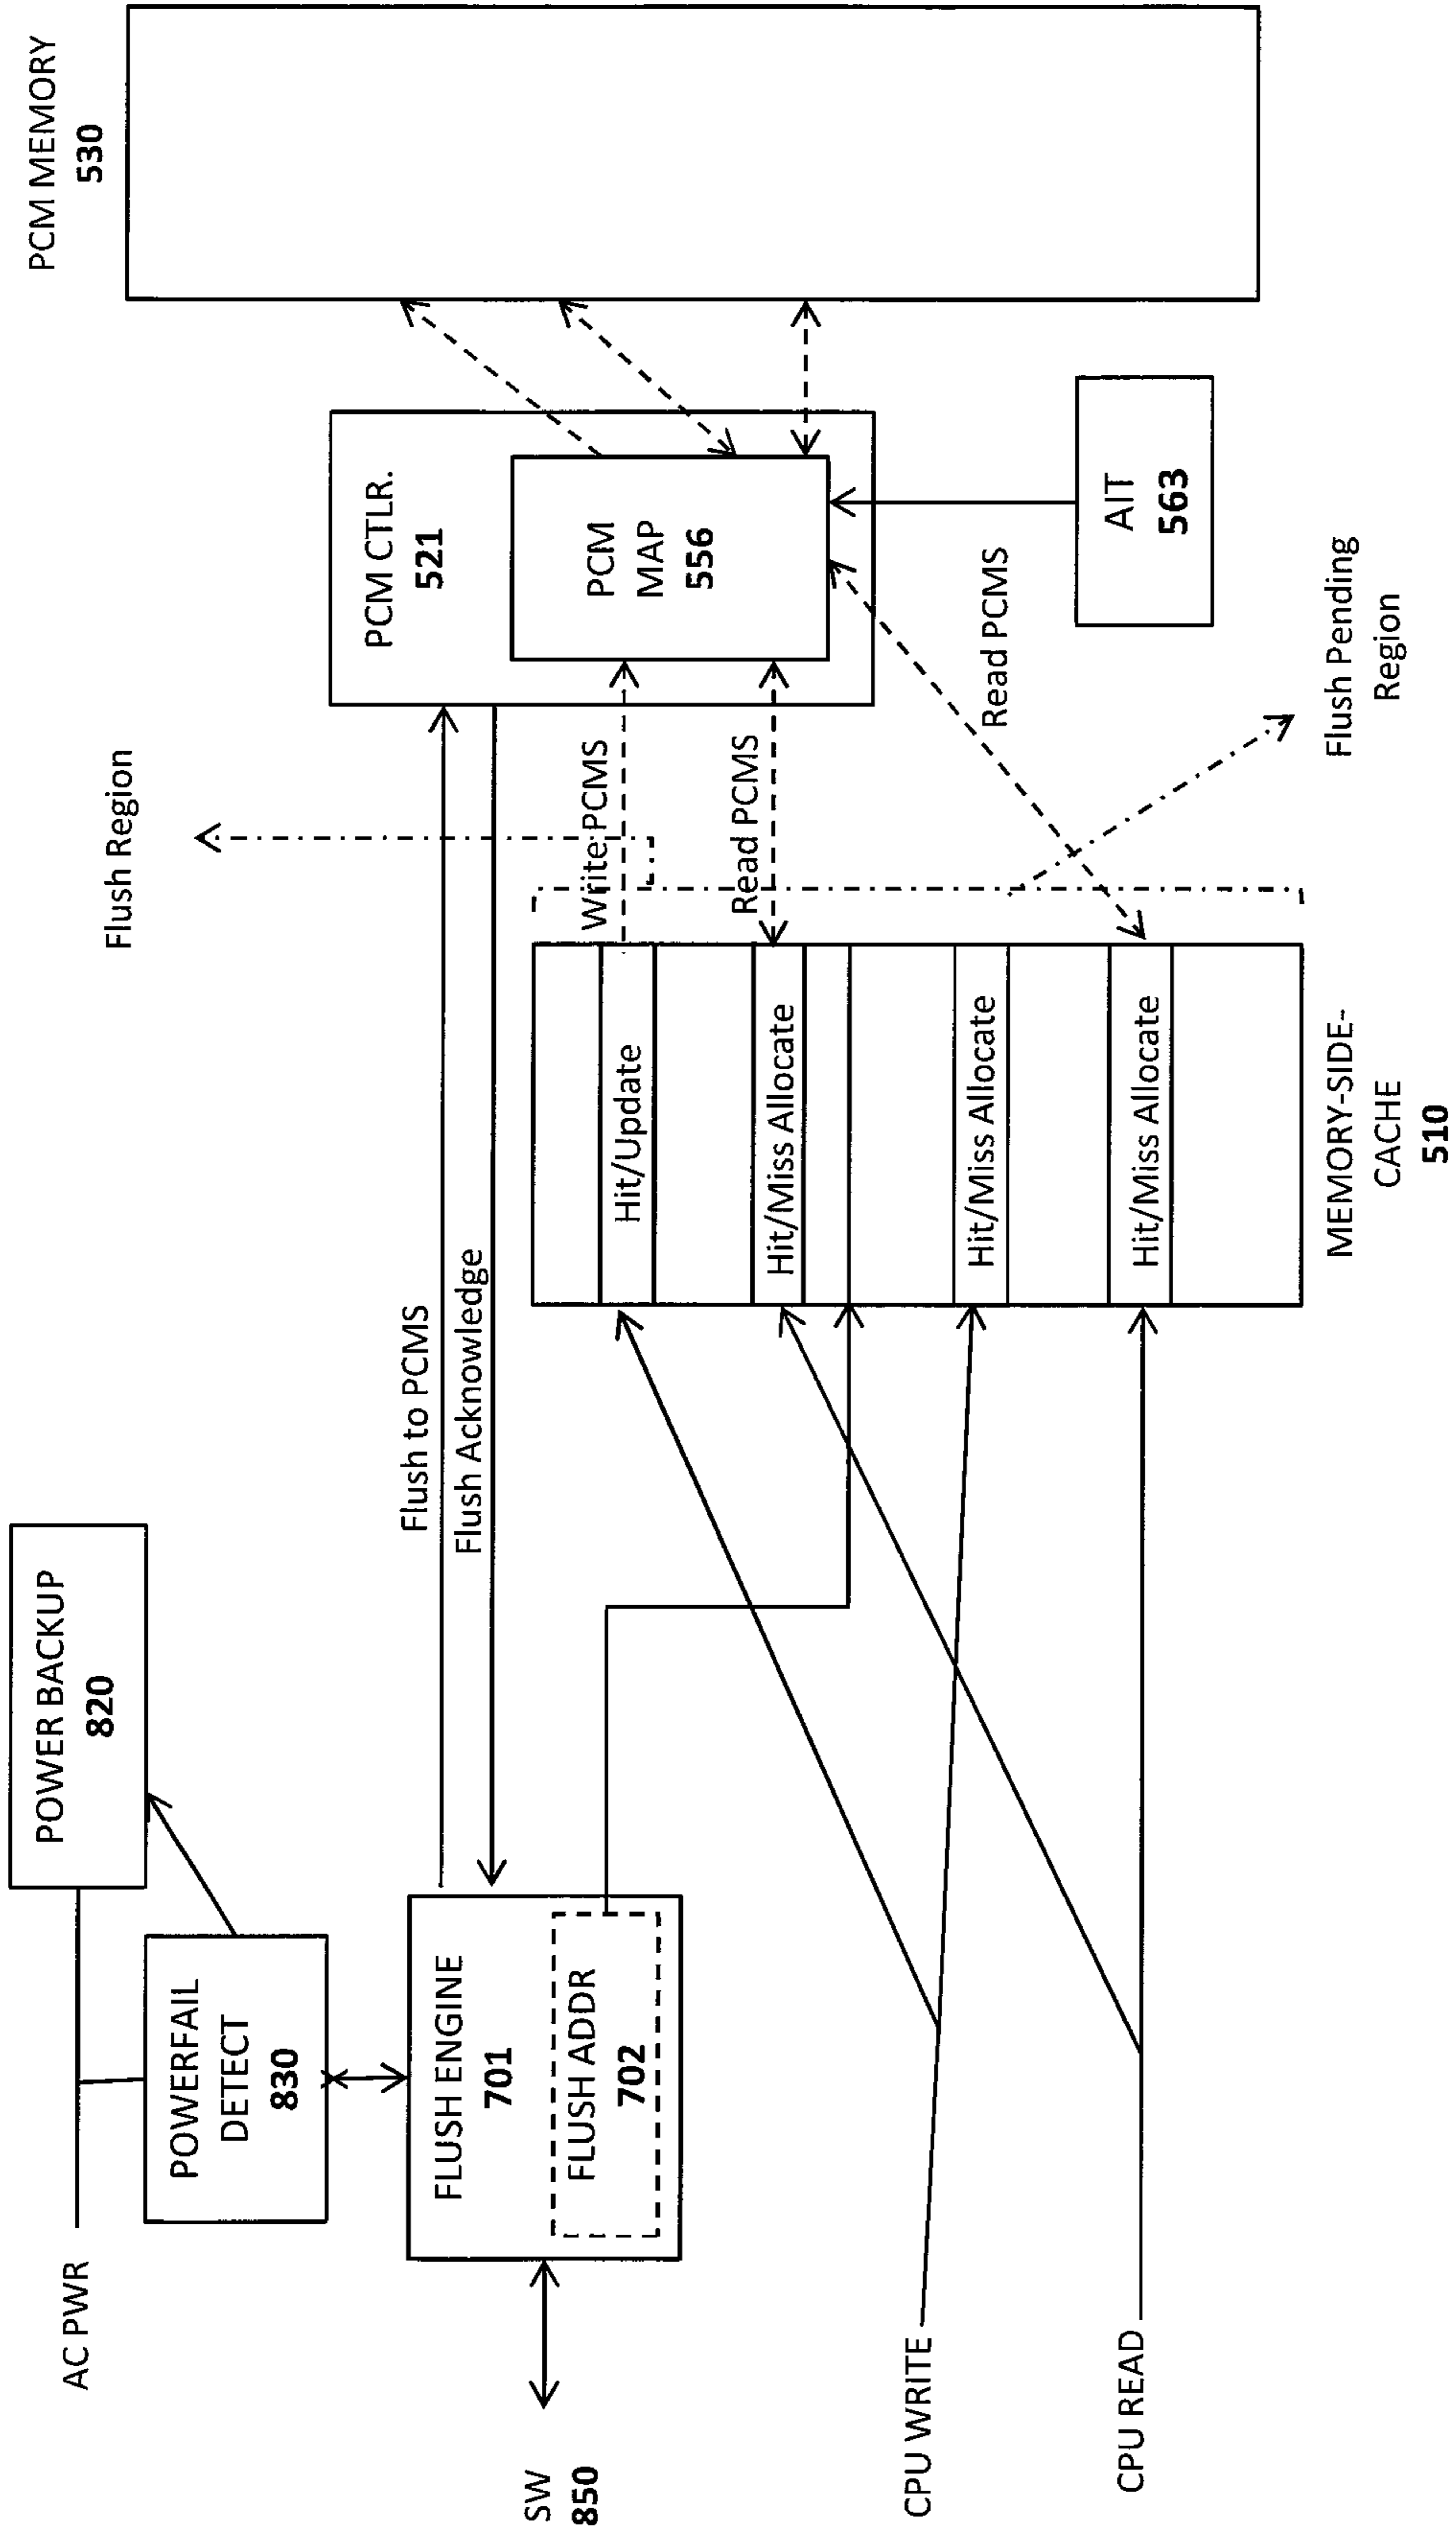 AC PWR
POWER BACKUP
820
POWERFAIL
DETECT
830
FLUSH ENGINE
701
FLUSH ADDR
702
SW
850
CPU WRITE
CPU READ
Flush to PCMS
Flush Acknowledge
Flush Region
Hit/Update
Hit/Miss Allocate
Hit/Miss Allocate
Hit/Miss Allocate
MEMORY-SIDE-
CACHE
510
Write PCMS
Read PCMS
Read PCMS
Flush Pending
Region
PCM CTLR.
521
PCM
MAP
556
AIT
563
PCM MEMORY
530